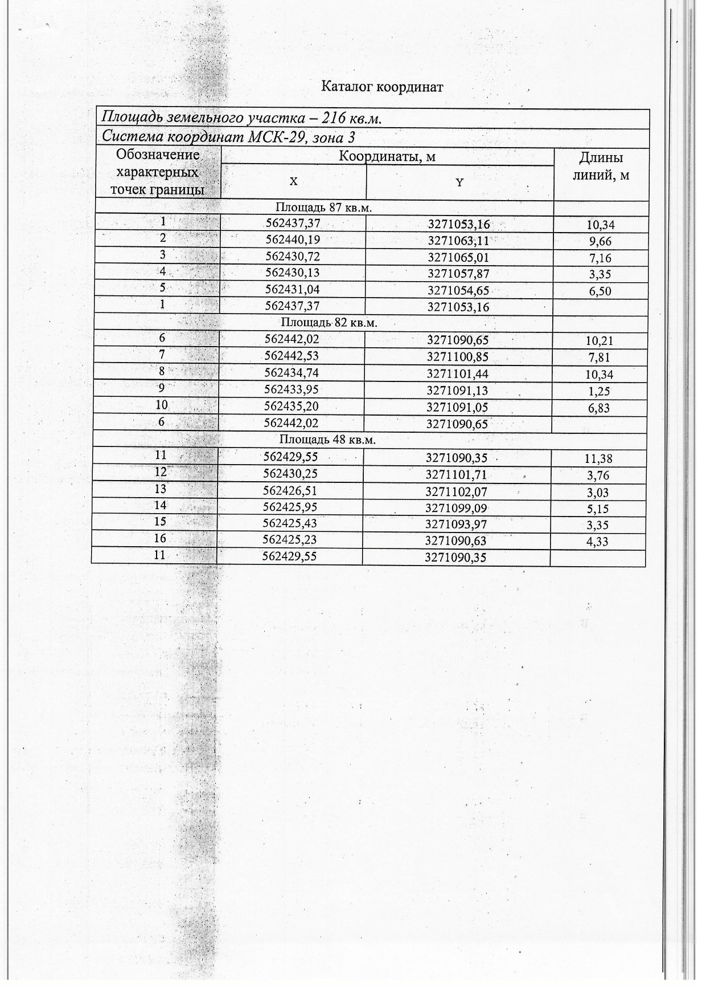 Каталог координат
Площадь земельного участка – 216 кв.м.
Система координат МСК-29, зона 3
Обозначение характерных точек границы Координаты, м Длины линий, м
X Y
Площадь 87 кв.м.
1 562437,37 3271053,16 10,34
2 562440,19 3271063,11 9,66
3 562430,72 3271065,01 7,16
4 562430,13 3271057,87 3,35
5 562431,04 3271054,65 6,50
1 562437,37 3271053,16
Площадь 82 кв.м.
6 562442,02 3271090,65 10,21
7 562442,53 3271100,85 7,81
8 562434,74 3271101,44 10,34
9 562433,95 3271091,13 1,25
10 562435,20 3271091,05 6,83
6 562442,02 3271090,65
Площадь 48 кв.м.
11 562429,55 3271090,35 11,38
12 562430,25 3271101,71 3,76
13 562426,51 3271102,07 3,03
14 562425,95 3271099,09 5,15
15 562425,43 3271093,97 3,35
16 562425,23 3271090,63 4,33
11 562429,55 3271090,35